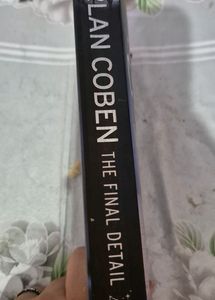 LAN COBEN THE FINAL DETAIL